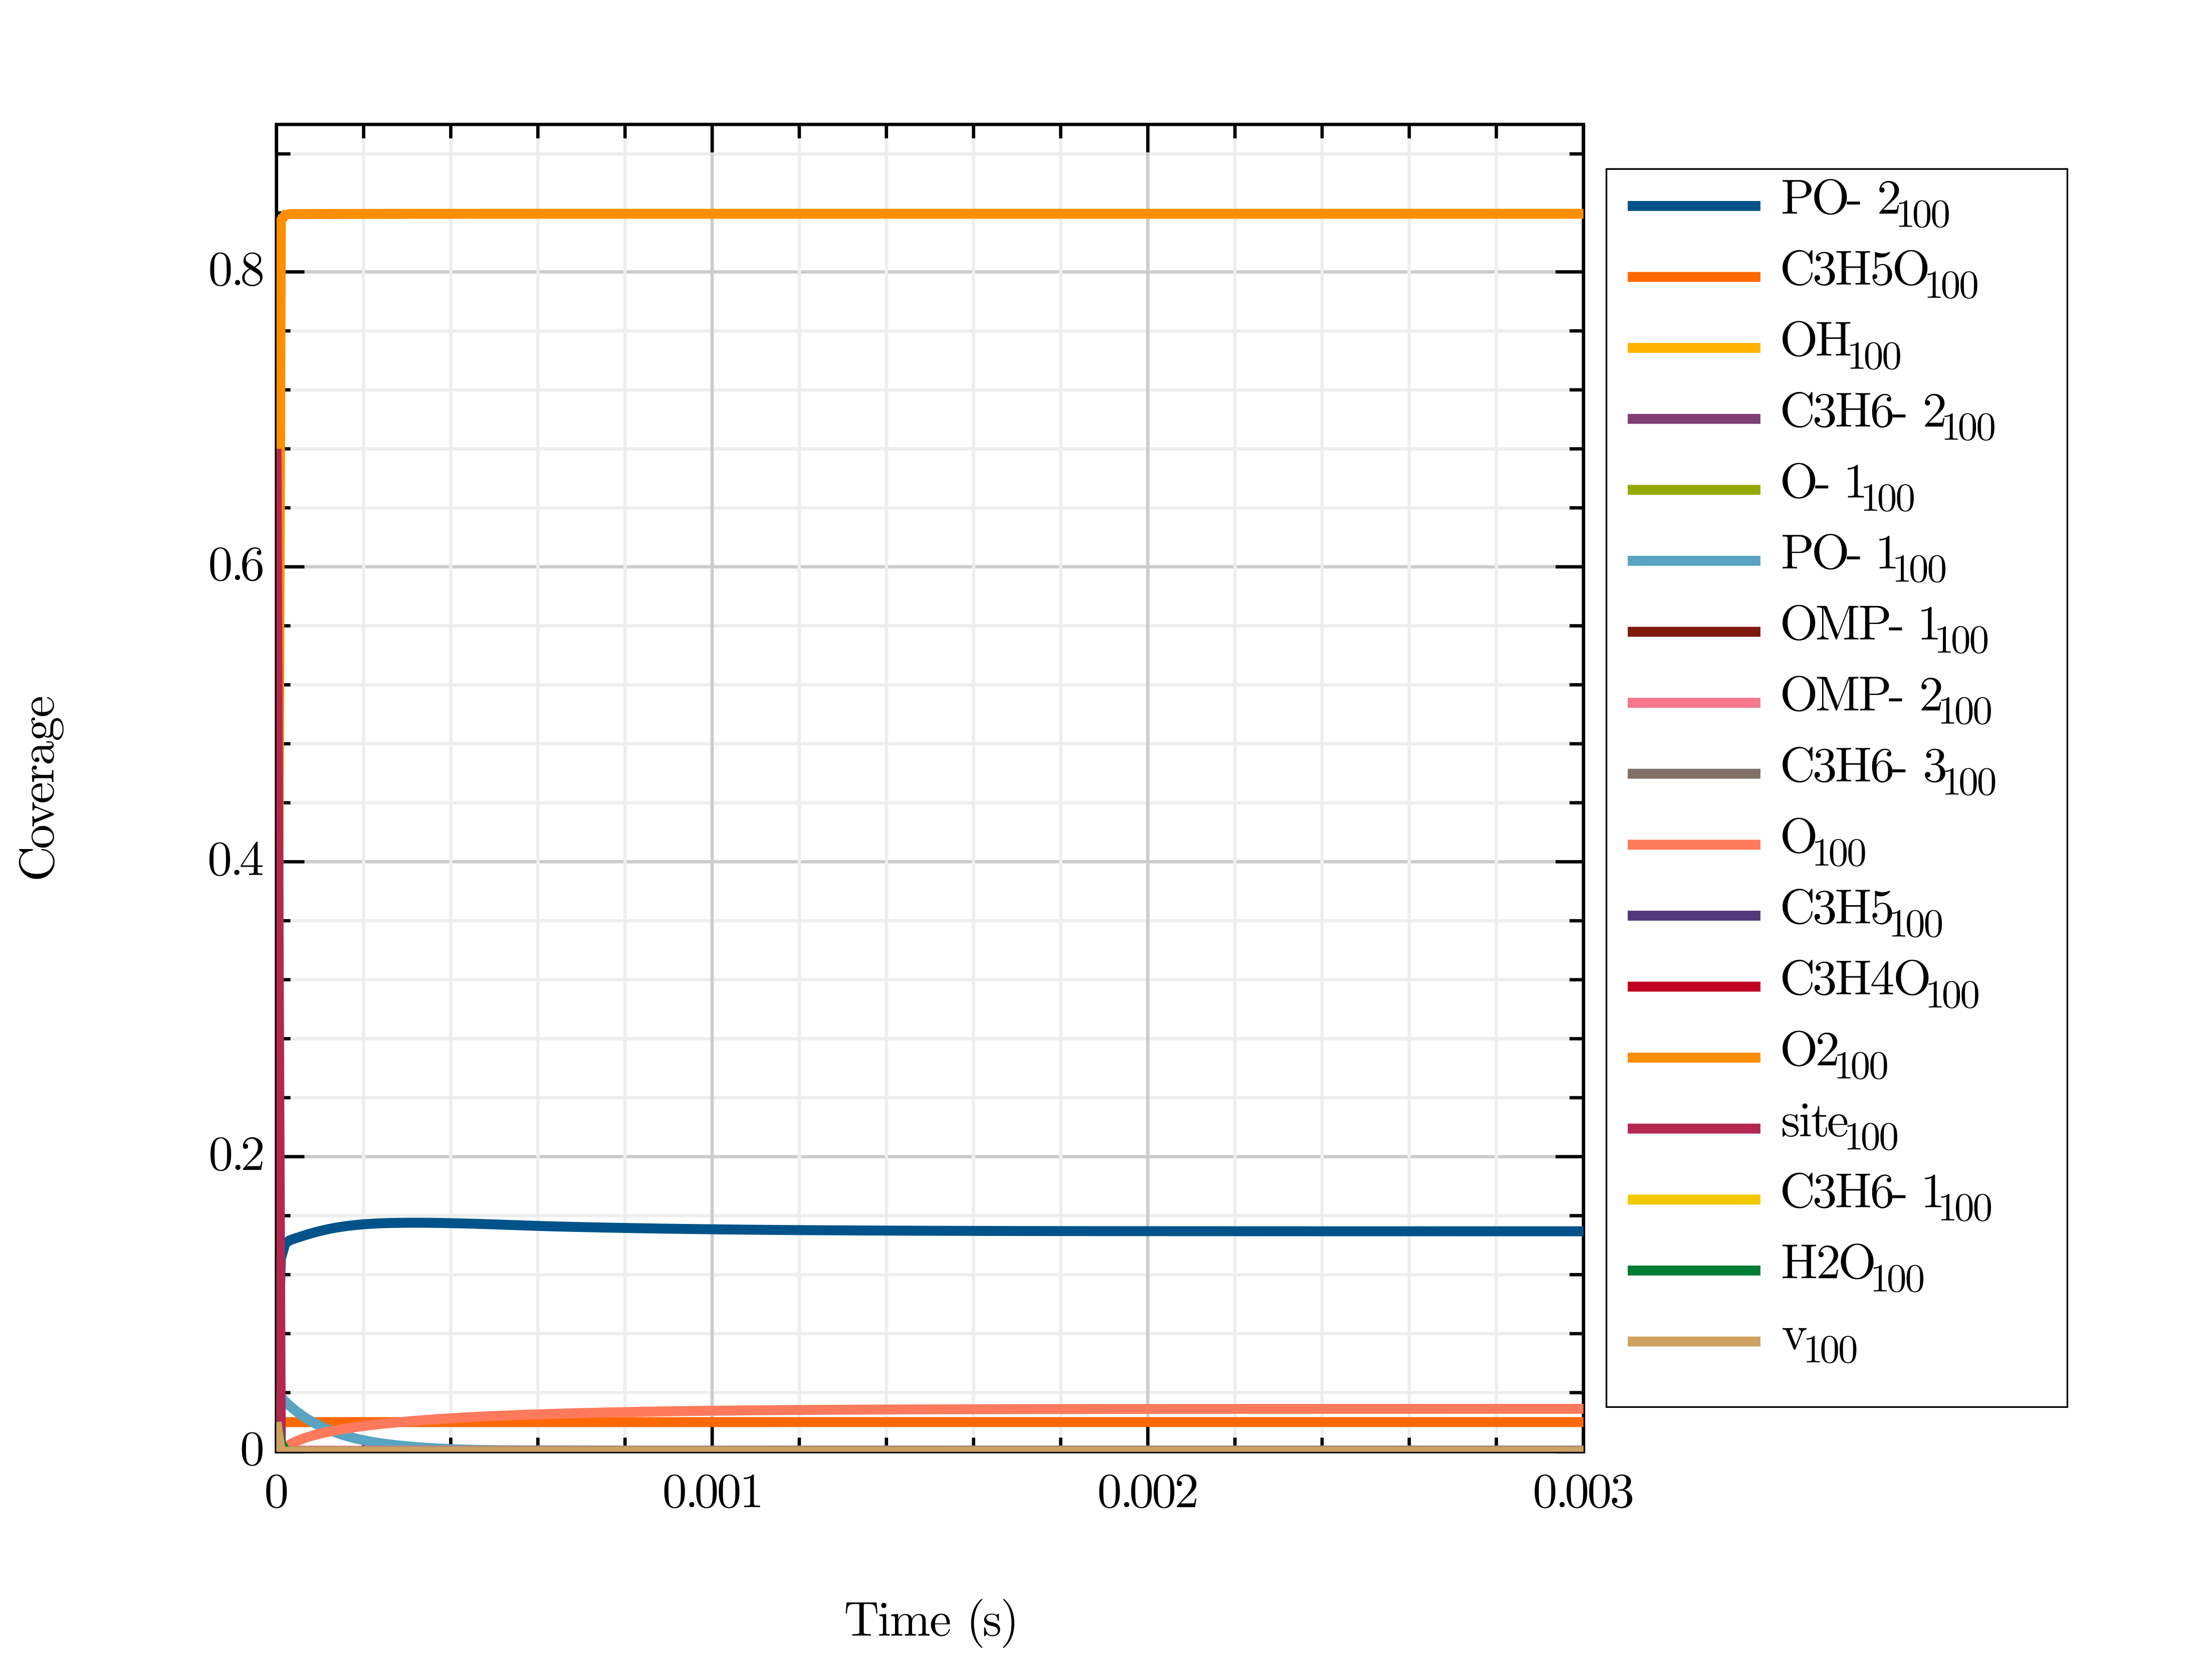 Coverage
0.8
0.6
0.4
0.2
0
0 0.001 0.002 0.003
Time (s)
PO- 2100
C3H5O100
OH100
C3H6- 2100
O- 1100
PO- 1100
OMP- 1100
OMP- 2100
C3H6- 3100
O100
C3H5100
C3H4O100
O2100
site100
C3H6- 1100
H2O100
v100